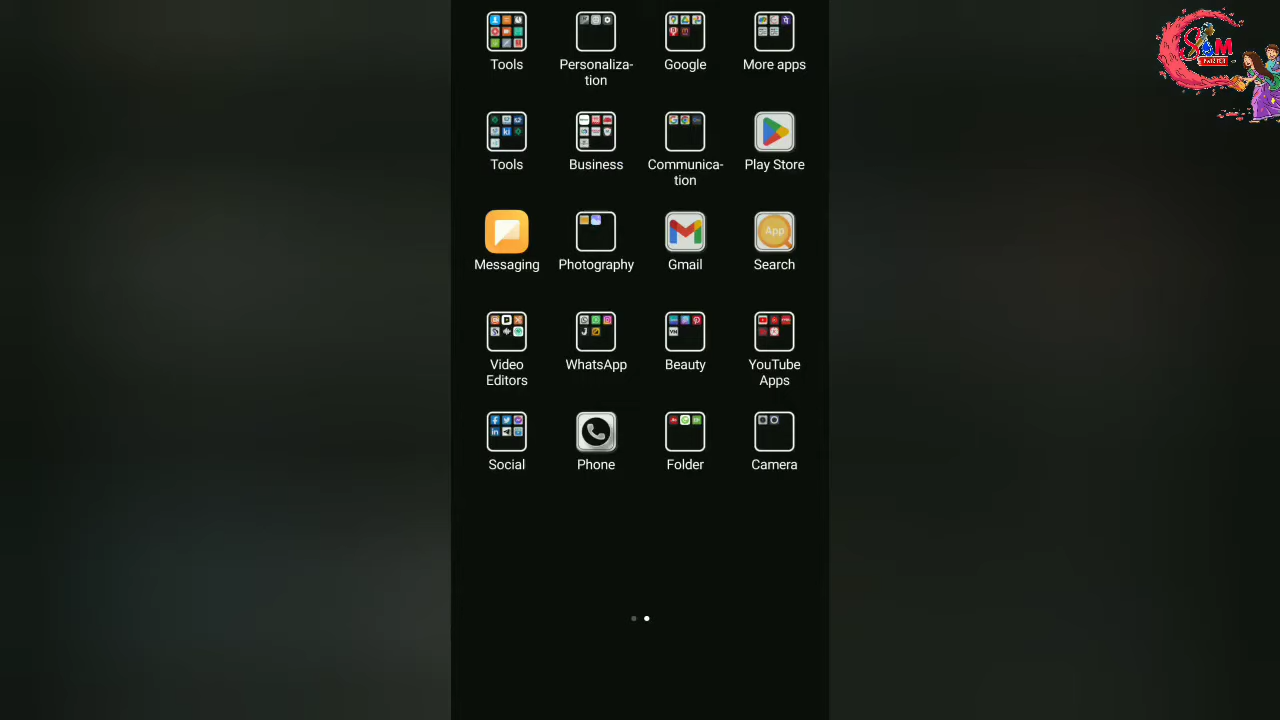 Tools
Personaliza-
tion
Google
More apps
Tools
Business
Communica-
tion
Play Store
Messaging
Photography
Gmail
App
Search
Video
Editors
WhatsApp
Beauty
YouTube
Apps
Social
Phone
Folder
Camera